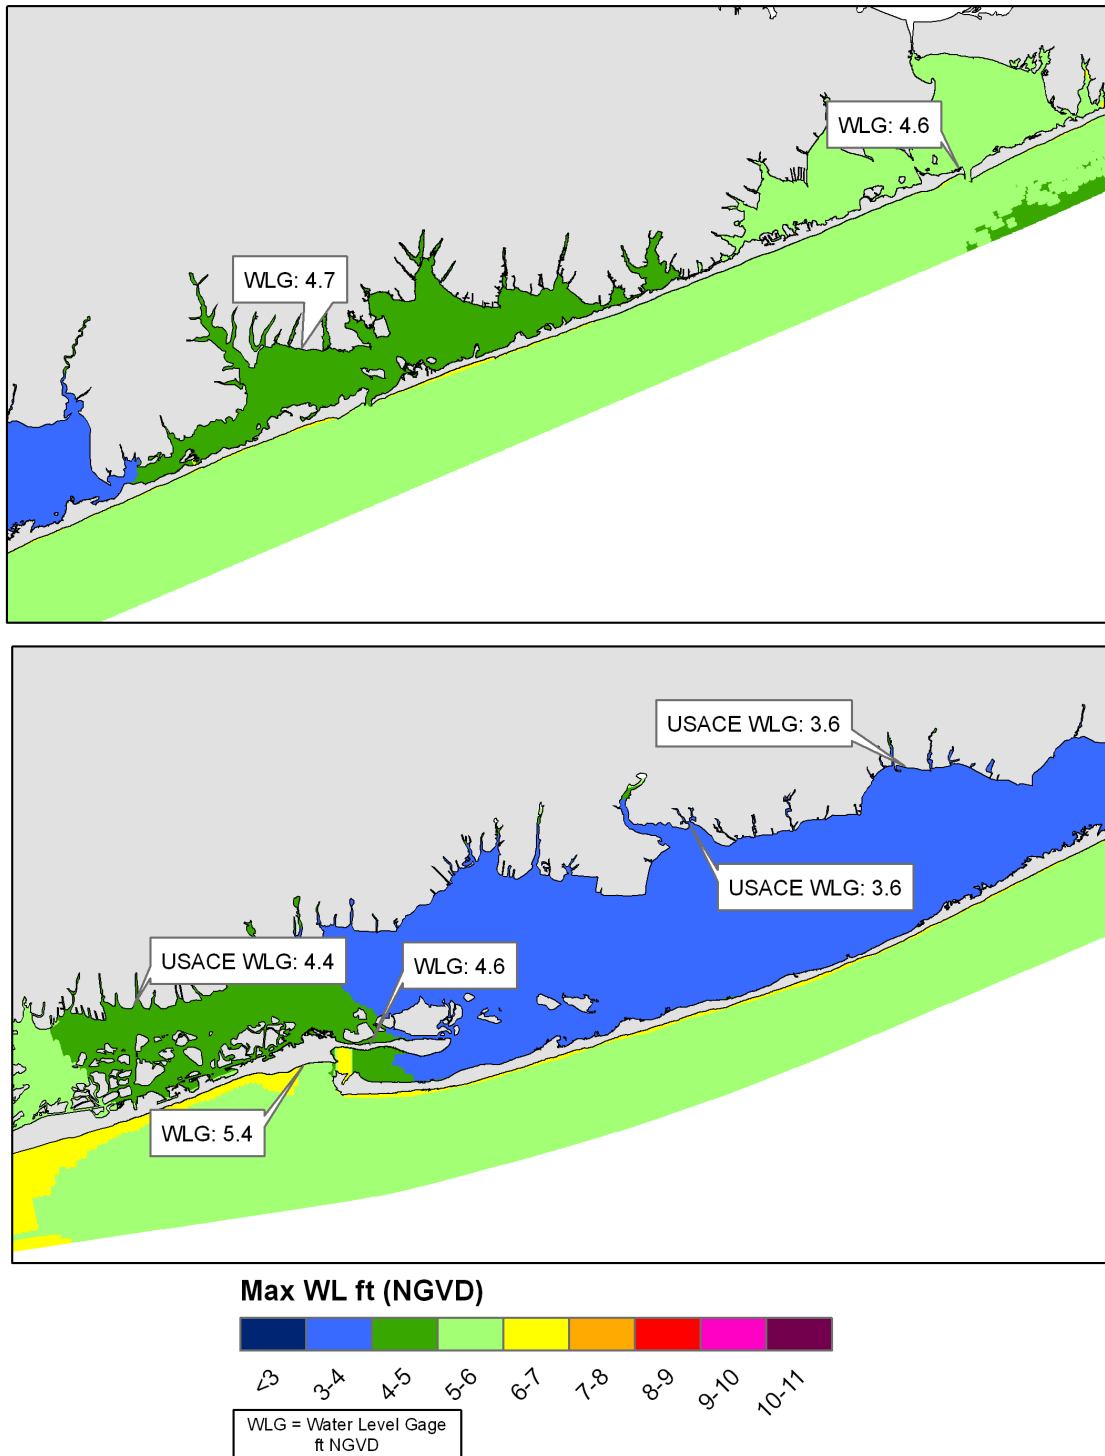 WLG: 4.6
WLG: 4.7
USACE WLG: 3.6
USACE WLG: 3.6
USACE WLG: 4.4
WLG: 4.6
WLG: 5.4
Max WL ft (NGVD)
<3 3-4 4-5 5-6 6-7 7-8 8-9 9-10 10-11
WLG = Water Level Gage
ft NGVD